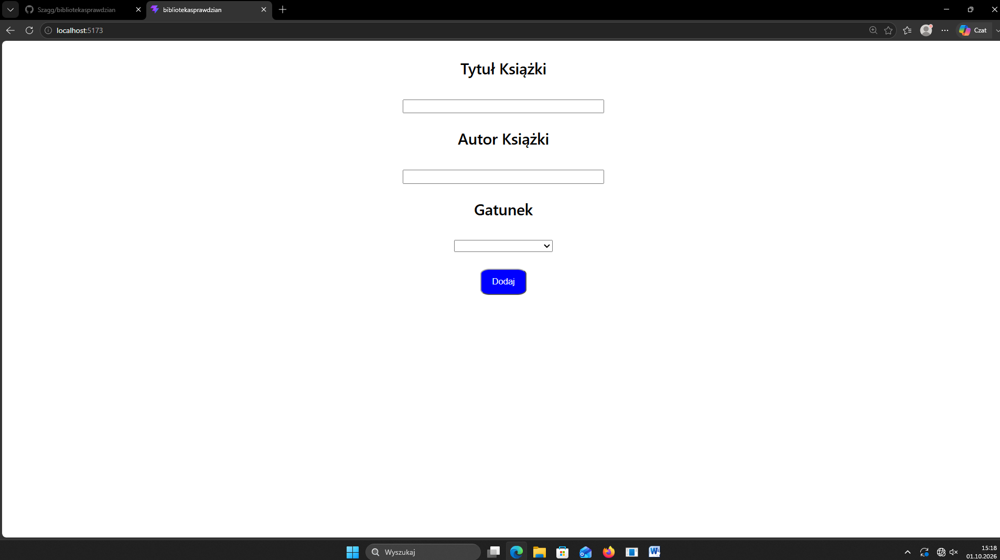 Szagg/bibliotekasprawdzian
bibliotekasprawdzian
localhost:5173
Czat
Tytuł Książki
Autor Książki
Gatunek
Dodaj
Wyszukaj
15:18
01.10.2026